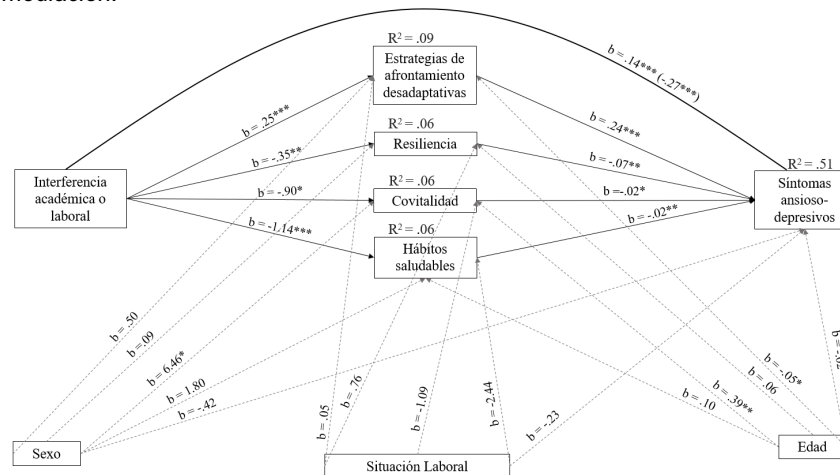 mediación.
R² = .09
Estrategias de
afrontamiento
desadaptativas
b = .14*** (-.27***)
b = .25***
b = .24***
R² = .06
Resiliencia
b = -.35**
b = -.07**
R² = .51
Interferencia
académica o
laboral
R² = .06
Covitalidad
b = -.90*
b =-.02*
Síntomas
ansioso-
depresivos
R² = .06
Hábitos
saludables
b = -1.14***
b = -.02**
b = .50
b = .09
b = 6.46*
b = 1.80
b = -.42
b = .05
b = .76
b = -1.09
b = -2.44
b = -.23
b = .10
b = .39**
b = .06
b = -.05*
Sexo
Situación Laboral
Edad